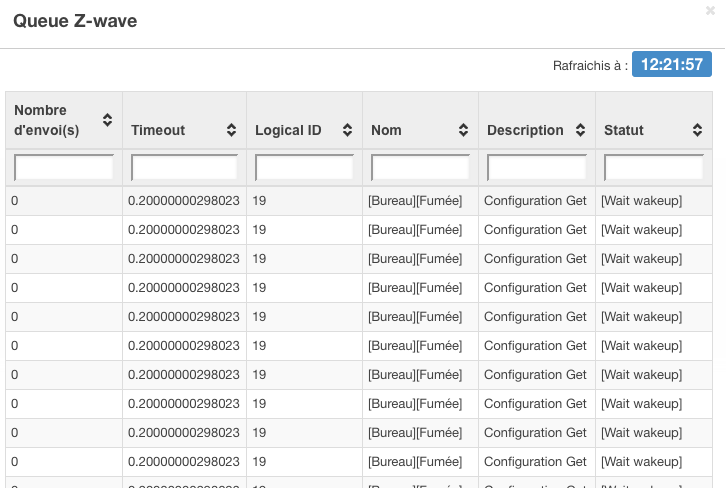 Queue Z-wave
Rafraichis à : 12:21:57
Nombre d'envoi(s) Timeout Logical ID Nom Description Statut
0 0.20000000298023 19 [Bureau][Fumée] Configuration Get [Wait wakeup]
0 0.20000000298023 19 [Bureau][Fumée] Configuration Get [Wait wakeup]
0 0.20000000298023 19 [Bureau][Fumée] Configuration Get [Wait wakeup]
0 0.20000000298023 19 [Bureau][Fumée] Configuration Get [Wait wakeup]
0 0.20000000298023 19 [Bureau][Fumée] Configuration Get [Wait wakeup]
0 0.20000000298023 19 [Bureau][Fumée] Configuration Get [Wait wakeup]
0 0.20000000298023 19 [Bureau][Fumée] Configuration Get [Wait wakeup]
0 0.20000000298023 19 [Bureau][Fumée] Configuration Get [Wait wakeup]
0 0.20000000298023 19 [Bureau][Fumée] Configuration Get [Wait wakeup]
0 0.20000000298023 19 [Bureau][Fumée] Configuration Get [Wait wakeup]